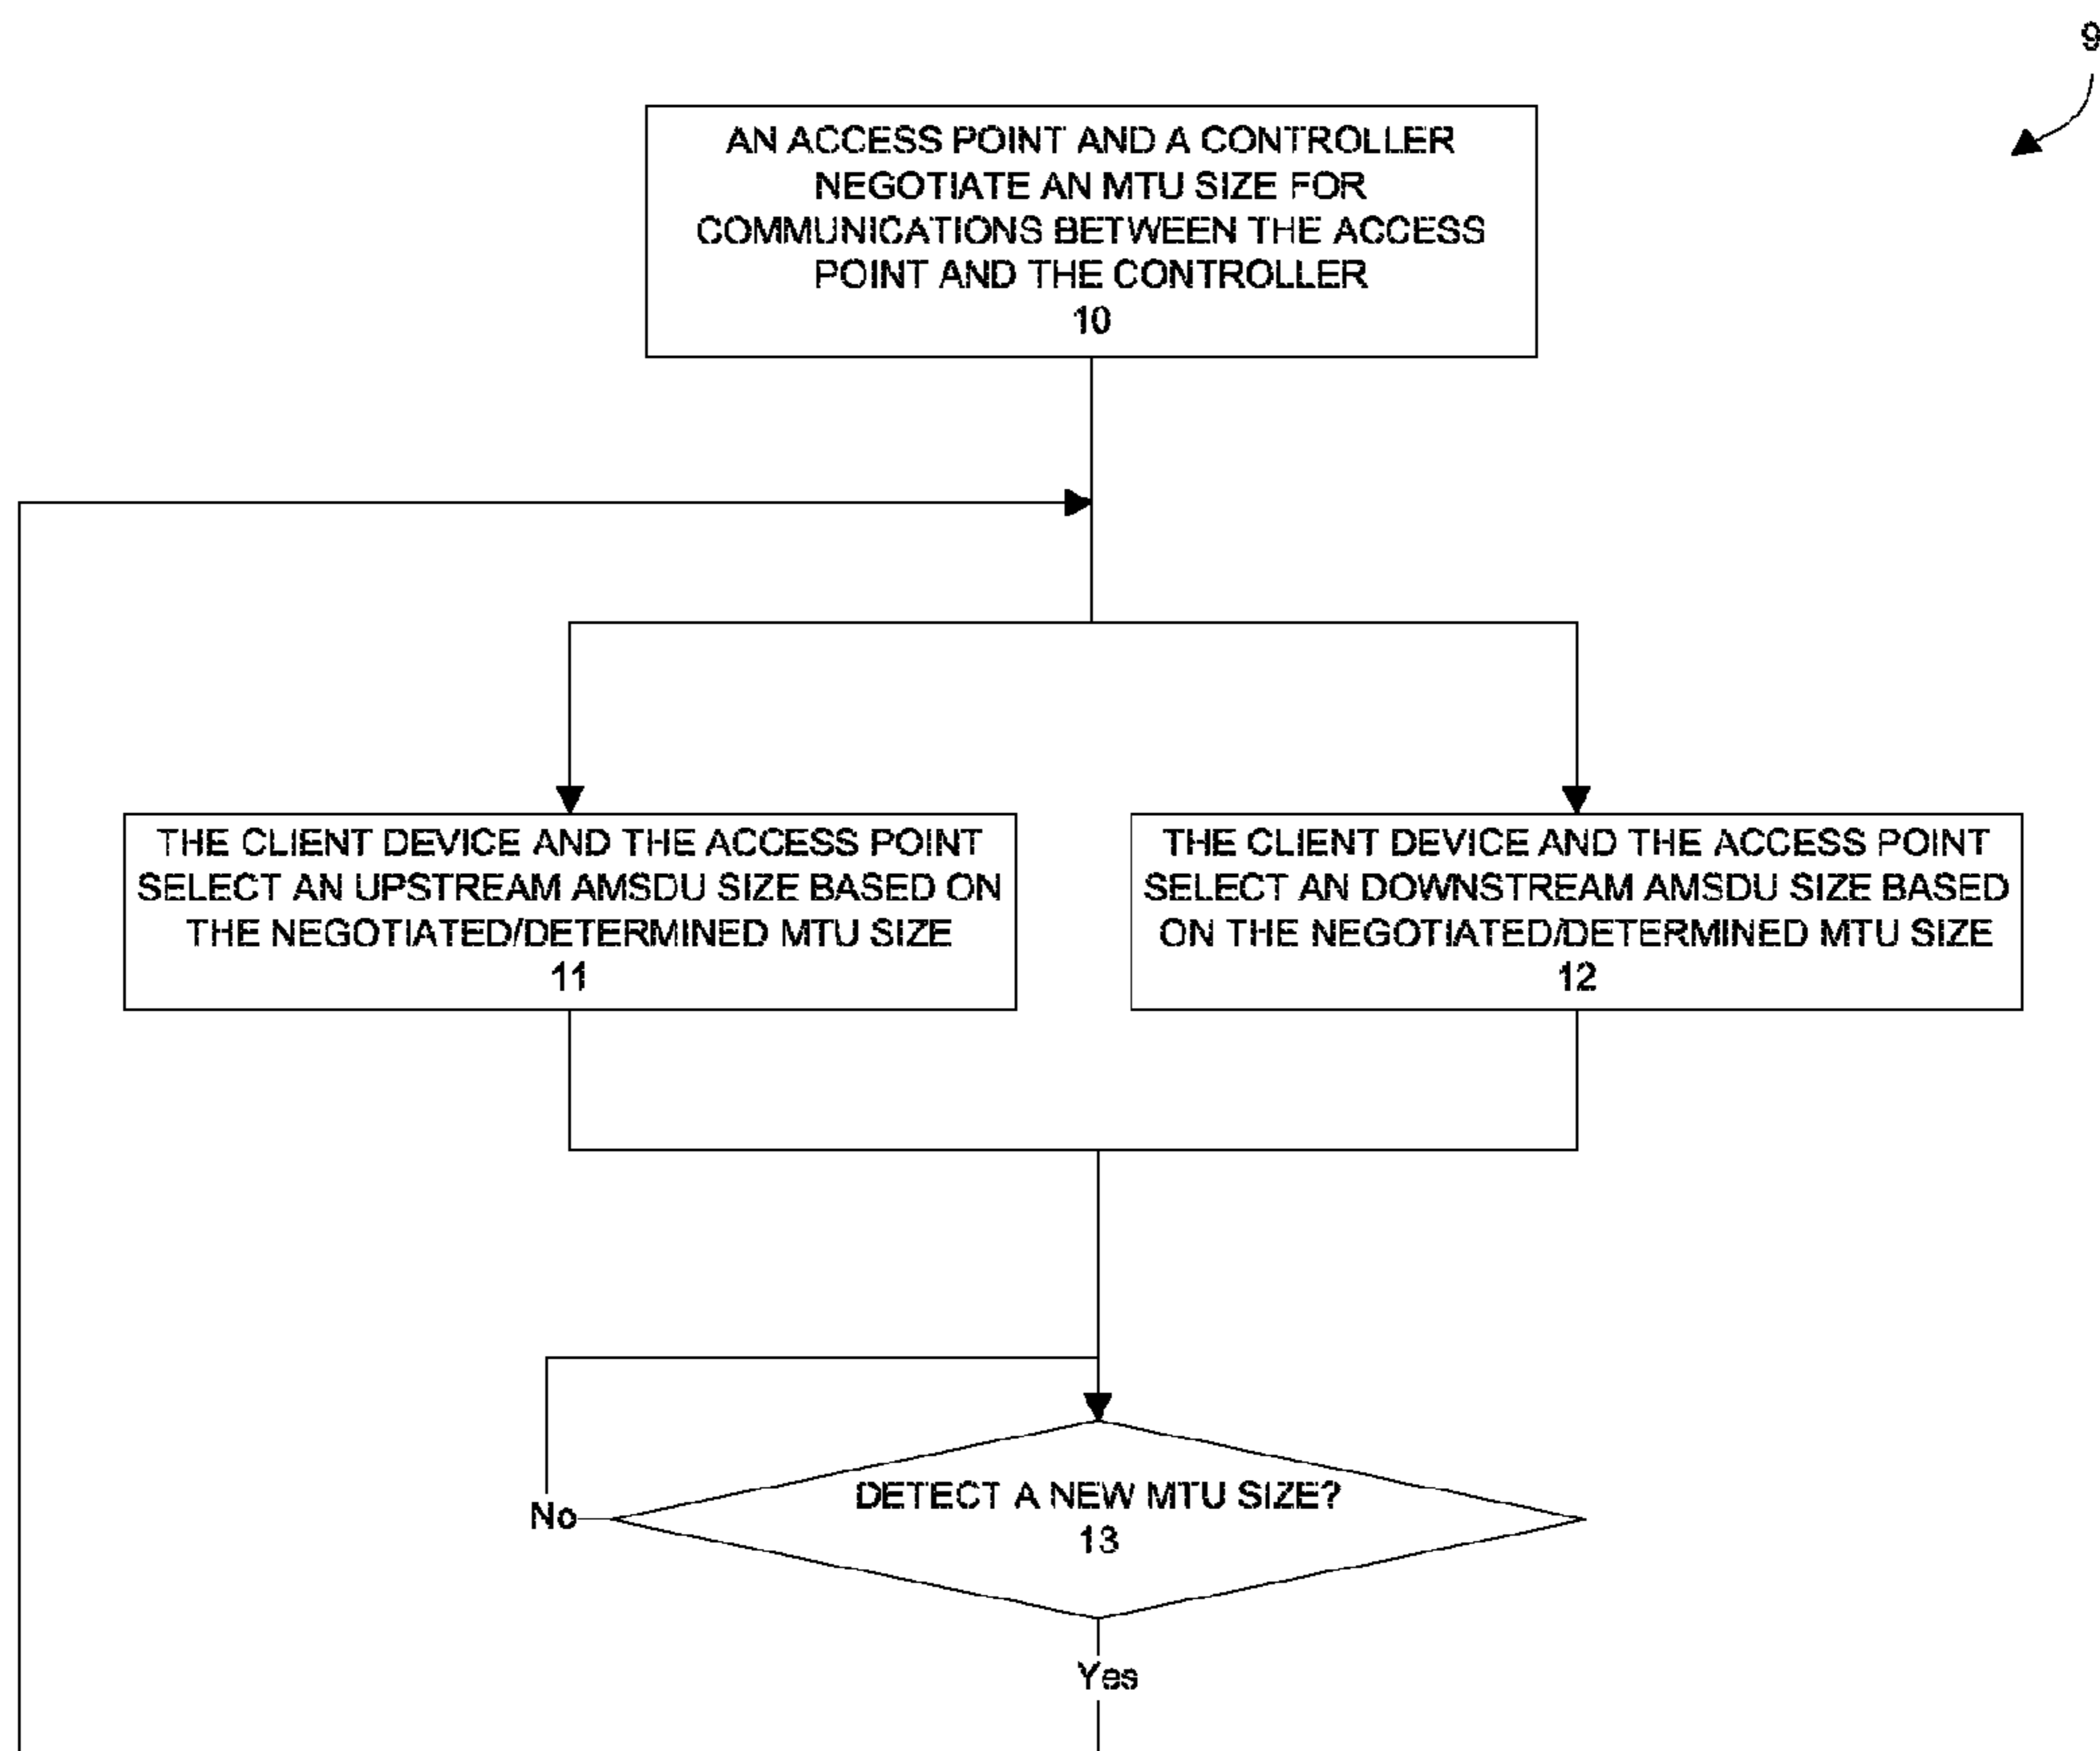 9
AN ACCESS POINT AND A CONTROLLER
NEGOTIATE AN MTU SIZE FOR
COMMUNICATIONS BETWEEN THE ACCESS
POINT AND THE CONTROLLER
10
THE CLIENT DEVICE AND THE ACCESS POINT
SELECT AN UPSTREAM AMSDU SIZE BASED ON
THE NEGOTIATED/DETERMINED MTU SIZE
11
THE CLIENT DEVICE AND THE ACCESS POINT
SELECT AN DOWNSTREAM AMSDU SIZE BASED
ON THE NEGOTIATED/DETERMINED MTU SIZE
12
DETECT A NEW MTU SIZE?
13
No
Yes